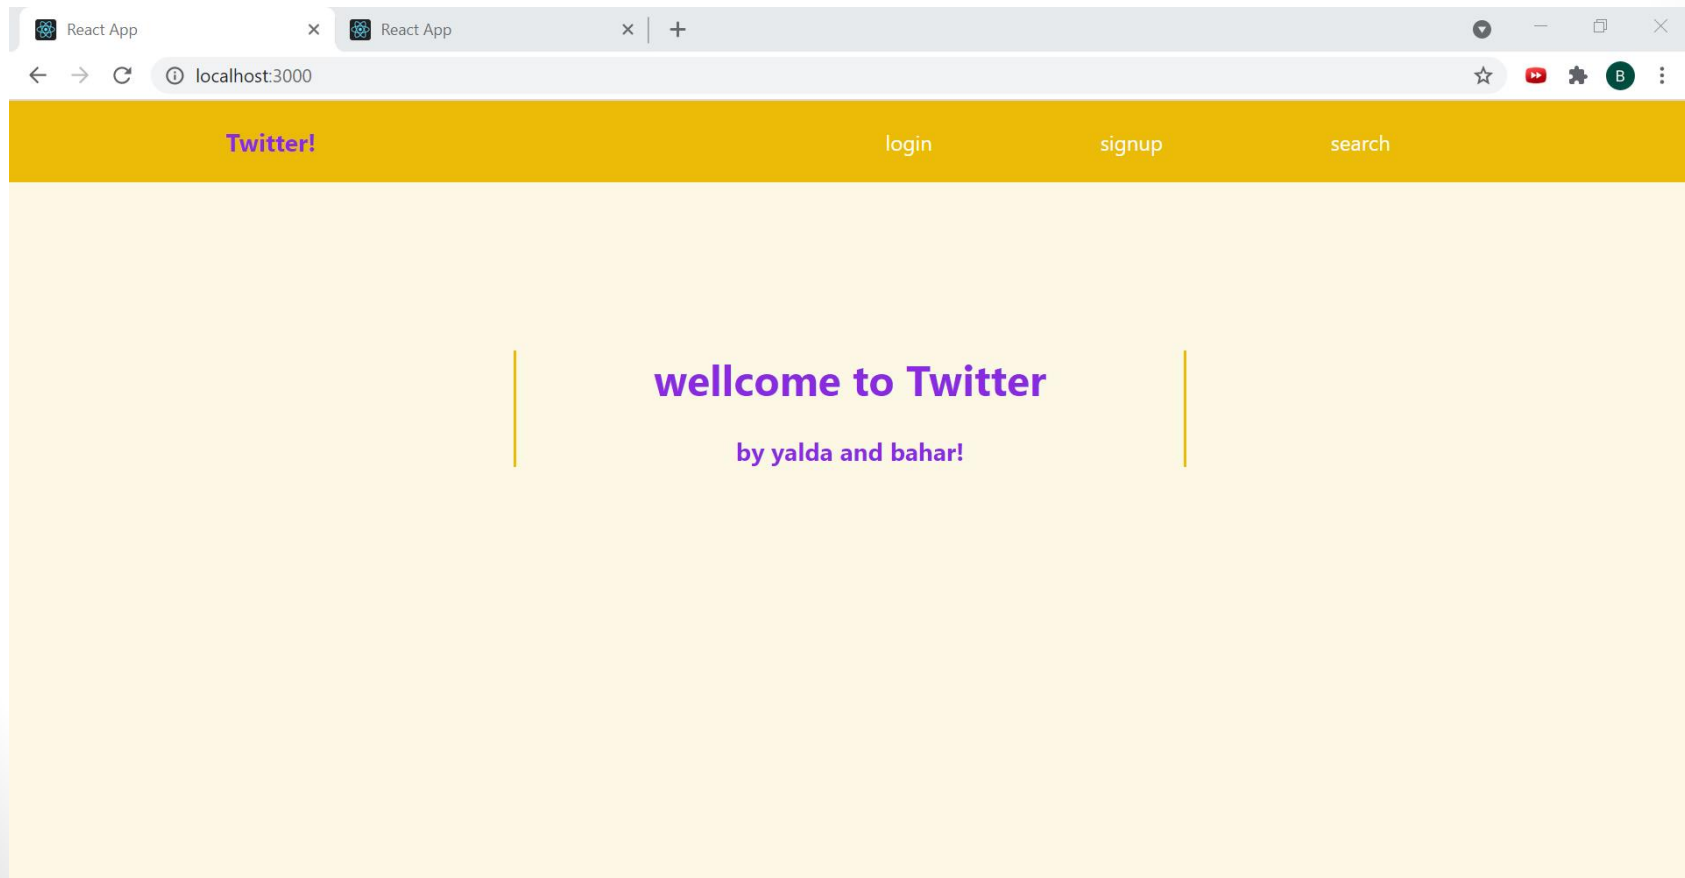 React App React App
localhost:3000 B
Twitter! login signup search
wellcome to Twitter
by yalda and bahar!